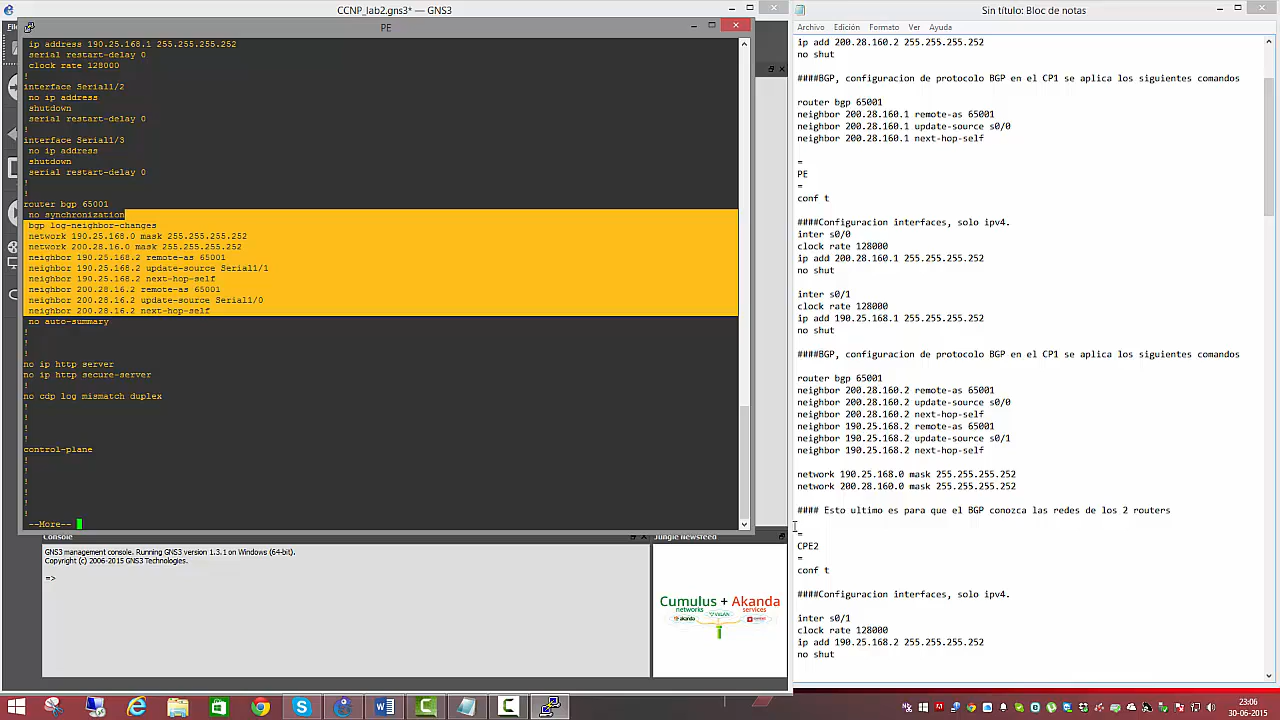 CCNP_lab2.gns3* — GNS3
PE
ip address 190.25.168.1 255.255.255.252
serial restart-delay 0
clock rate 128000
!
interface Serial1/2
no ip address
shutdown
serial restart-delay 0
!
interface Serial1/3
no ip address
shutdown
serial restart-delay 0
!
!
router bgp 65001
no synchronization
bgp log-neighbor-changes
network 190.25.168.0 mask 255.255.255.252
network 200.28.16.0 mask 255.255.255.252
neighbor 190.25.168.2 remote-as 65001
neighbor 190.25.168.2 update-source Serial1/1
neighbor 190.25.168.2 next-hop-self
neighbor 200.28.16.2 remote-as 65001
neighbor 200.28.16.2 update-source Serial1/0
neighbor 200.28.16.2 next-hop-self
no auto-summary
!
!
!
no ip http server
no ip http secure-server
!
no cdp log mismatch duplex
!
!
!
!
control-plane
!
!
!
!
!
!
--More--
Console
GNS3 management console. Running GNS3 version 1.3.1 on Windows (64-bit).
Copyright (c) 2006-2015 GNS3 Technologies.
=>
Jungle Newsfeed
Cumulus + Akanda
networks services
Sin título: Bloc de notas
Archivo Edición Formato Ver Ayuda
ip add 200.28.160.2 255.255.255.252
no shut
####BGP, configuracion de protocolo BGP en el CP1 se aplica los siguientes comandos
router bgp 65001
neighbor 200.28.160.1 remote-as 65001
neighbor 200.28.160.1 update-source s0/0
neighbor 200.28.160.1 next-hop-self
=
PE
=
conf t
####Configuracion interfaces, solo ipv4.
inter s0/0
clock rate 128000
ip add 200.28.160.1 255.255.255.252
no shut
inter s0/1
clock rate 128000
ip add 190.25.168.1 255.255.255.252
no shut
####BGP, configuracion de protocolo BGP en el CP1 se aplica los siguientes comandos
router bgp 65001
neighbor 200.28.160.2 remote-as 65001
neighbor 200.28.160.2 update-source s0/0
neighbor 200.28.160.2 next-hop-self
neighbor 190.25.168.2 remote-as 65001
neighbor 190.25.168.2 update-source s0/1
neighbor 190.25.168.2 next-hop-self
network 190.25.168.0 mask 255.255.255.252
network 200.28.160.0 mask 255.255.255.252
#### Esto ultimo es para que el BGP conozca las redes de los 2 routers
=
CPE2
=
conf t
####Configuracion interfaces, solo ipv4.
inter s0/1
clock rate 128000
ip add 190.25.168.2 255.255.255.252
no shut
23:06
30-06-2015